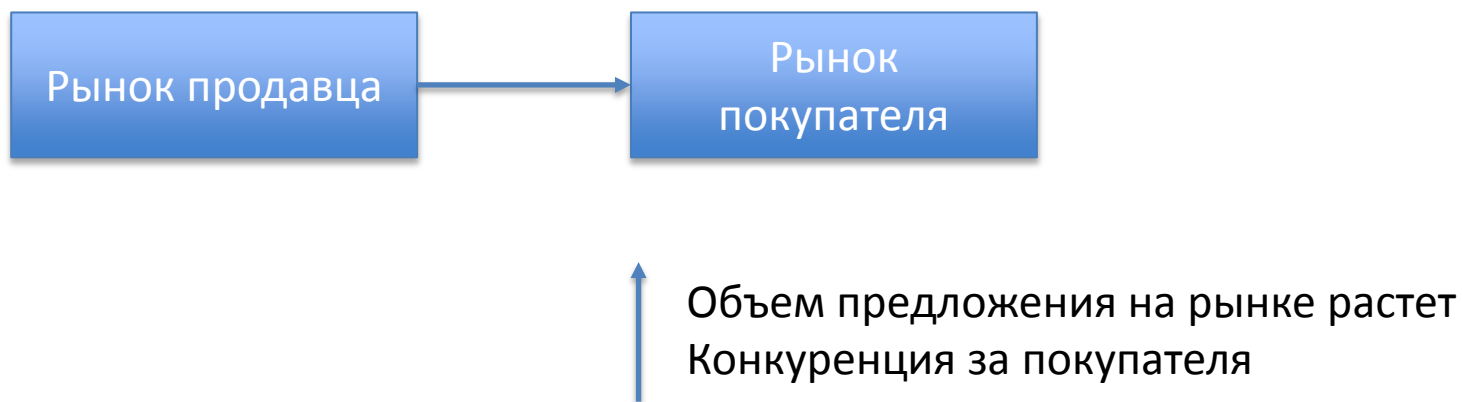 Рынок продавца
Рынок
покупателя
Объем предложения на рынке растет
Конкуренция за покупателя